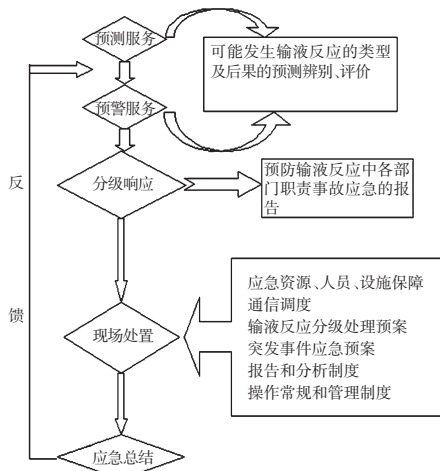 预测服务
可能发生输液反应的类型
及后果的预测辨别、评价
预警服务
反
馈
分级响应
预防输液反应中各部
门职责事故应急的报
告
现场处置
应急资源、人员、设施保障
通信调度
输液反应分级处理预案
突发事件应急预案
报告和分析制度
操作常规和管理制度
应急总结